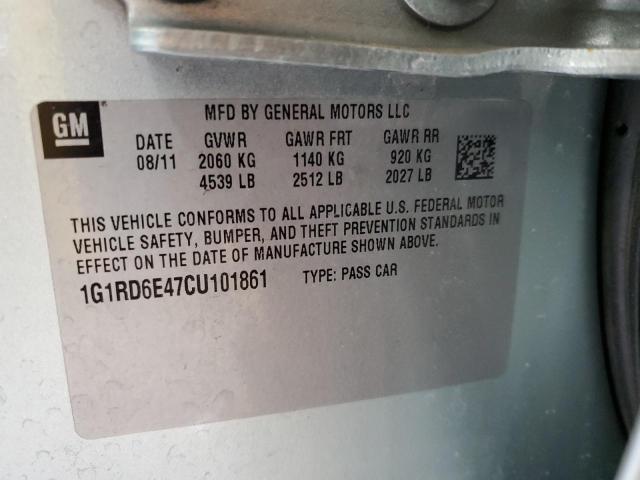 GM
MFD BY GENERAL MOTORS LLC
DATE GVWR GAWR FRT GAWR RR
08/11 2060 KG 1140 KG 920 KG
4539 LB 2512 LB 2027 LB
THIS VEHICLE CONFORMS TO ALL APPLICABLE U.S. FEDERAL MOTOR
VEHICLE SAFETY, BUMPER, AND THEFT PREVENTION STANDARDS IN
EFFECT ON THE DATE OF MANUFACTURE SHOWN ABOVE.
1G1RD6E47CU101861 TYPE: PASS CAR